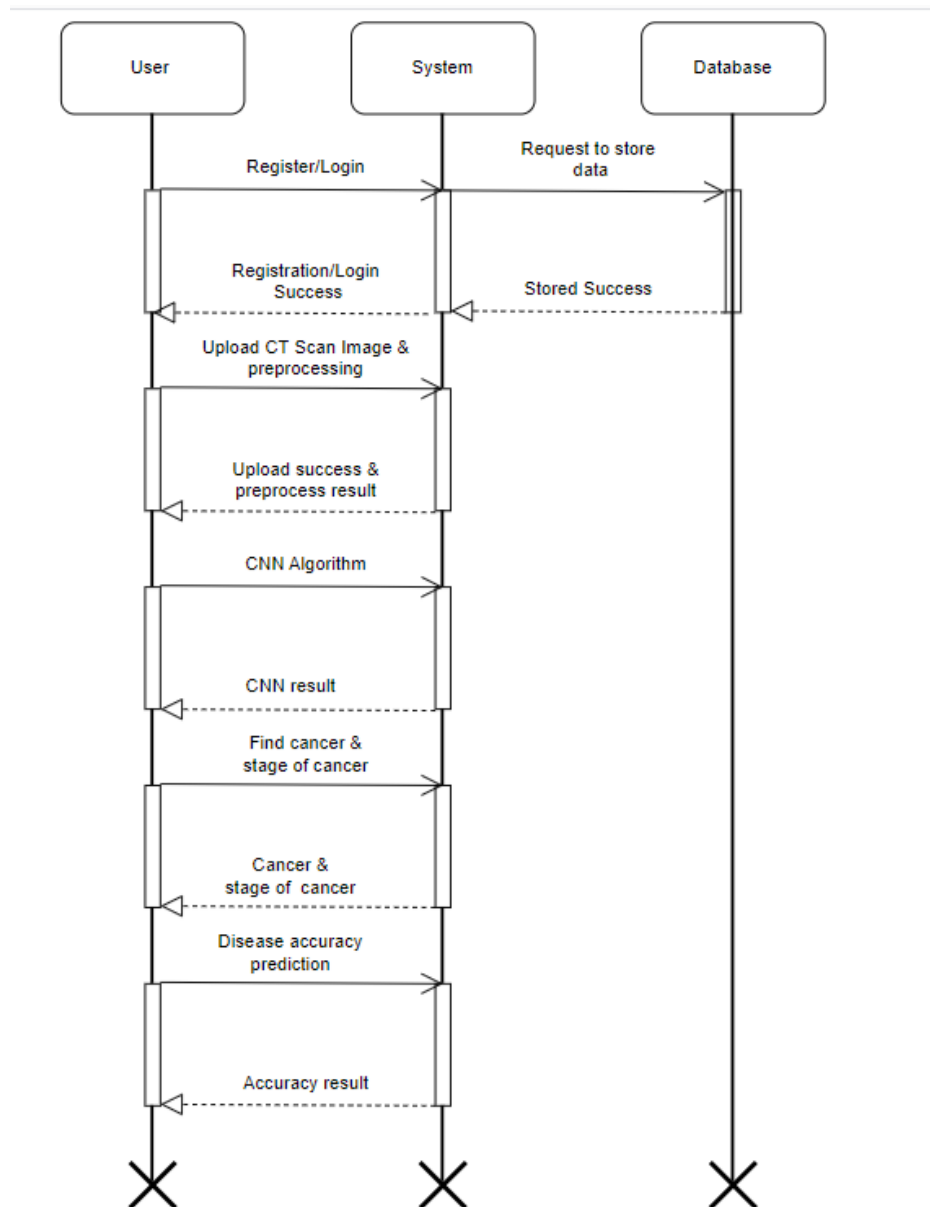 User
System
Database
Request to store
data
Register/Login
Registration/Login
Success
Stored Success
Upload CT Scan Image &
preprocessing
Upload success &
preprocess result
CNN Algorithm
CNN result
Find cancer &
stage of cancer
Cancer &
stage of cancer
Disease accuracy
prediction
Accuracy result